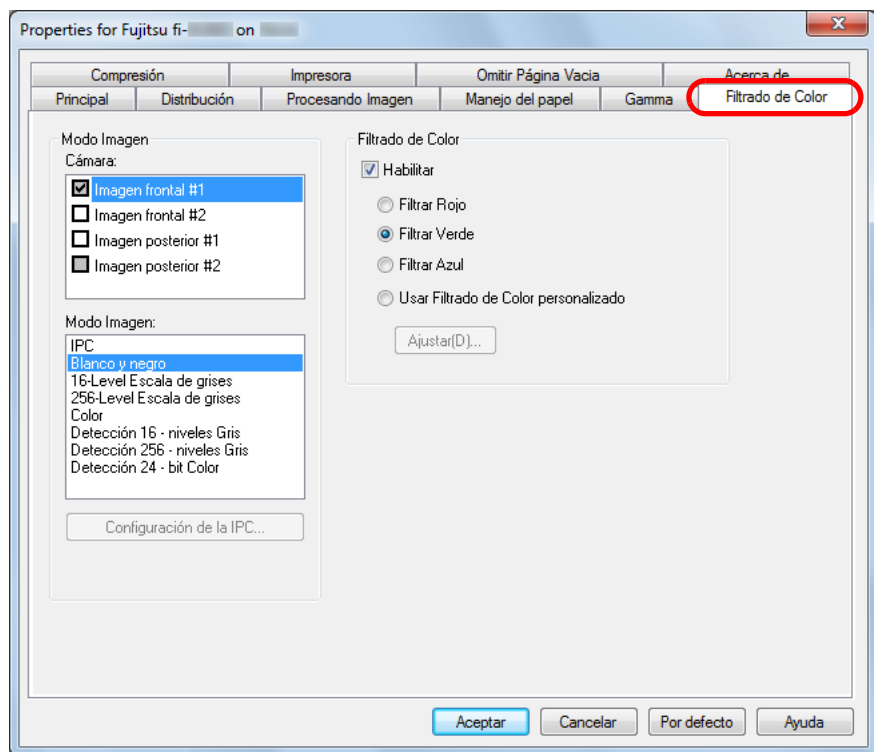 Properties for Fujitsu fi- on
Compresión Impresora Omitir Página Vacia Acerca de
Principal Distribución Procesando Imagen Manejo del papel Gamma Filtrado de Color
Modo Imagen
Cámara:
Imagen frontal #1
Imagen frontal #2
Imagen posterior #1
Imagen posterior #2
Modo Imagen:
IPC
Blanco y negro
16-Level Escala de grises
256-Level Escala de grises
Color
Detección 16 - niveles Gris
Detección 256 - niveles Gris
Detección 24 - bit Color
Configuración de la IPC...
Filtrado de Color
Habilitar
Filtrar Rojo
Filtrar Verde
Filtrar Azul
Usar Filtrado de Color personalizado
Ajustar(D)...
Aceptar Cancelar Por defecto Ayuda